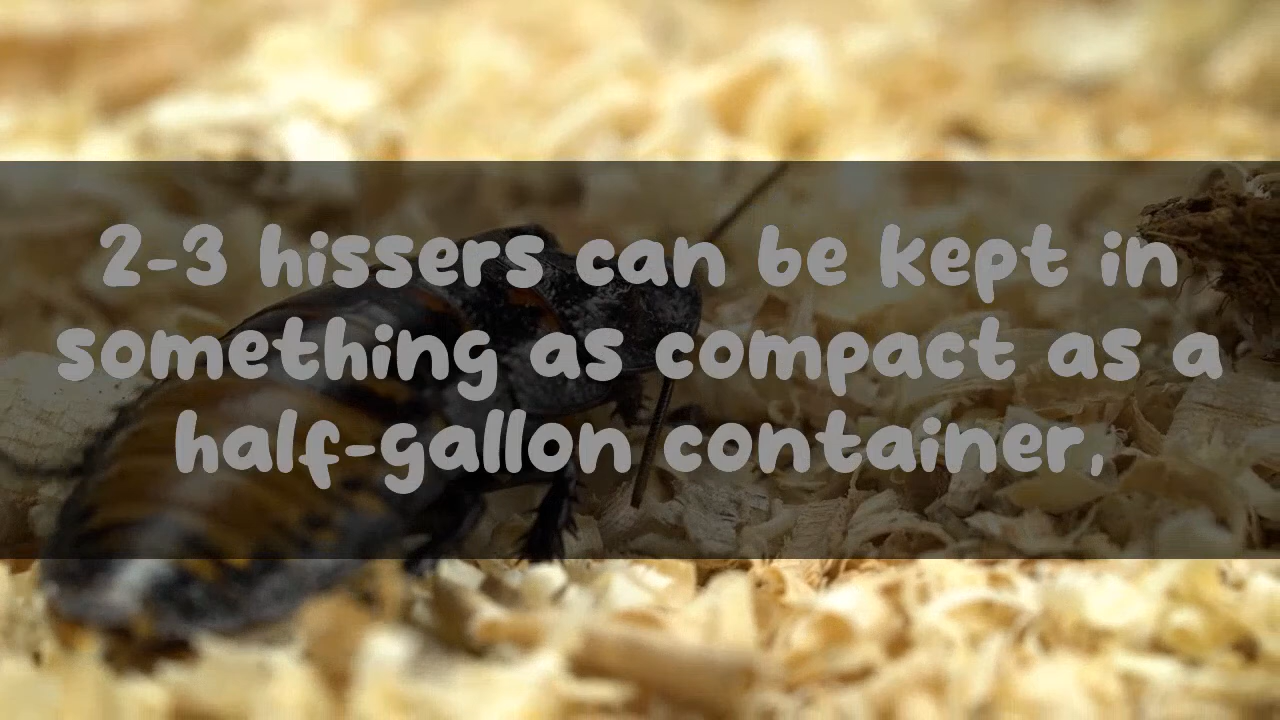 2-3 hissers can be kept in
something as compact as a
half-gallon container,